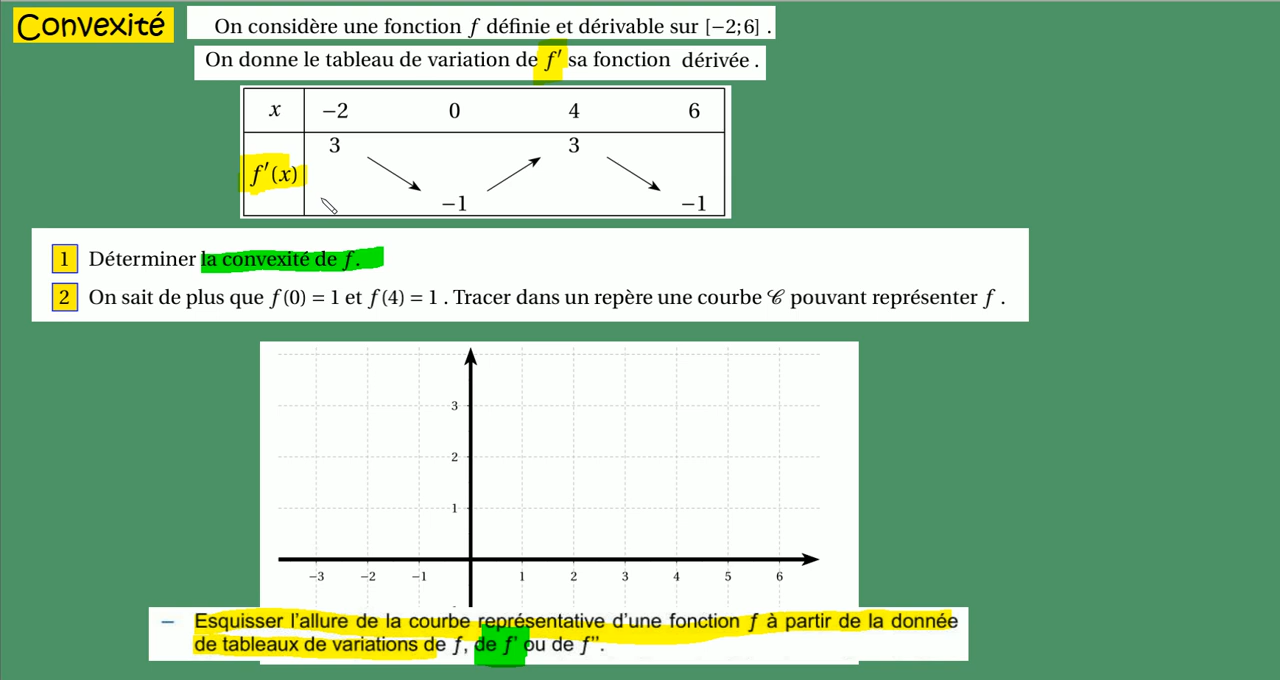 Convexité
On considère une fonction f définie et dérivable sur [−2;6] .
On donne le tableau de variation de f′ sa fonction dérivée .
x −2 0 4 6
3 3
f′(x)
−1 −1
1 Déterminer la convexité de f.
2 On sait de plus que f(0) = 1 et f(4) = 1 . Tracer dans un repère une courbe 𝒞 pouvant représenter f .
3
2
1
−3 −2 −1 1 2 3 4 5 6
– Esquisser l’allure de la courbe représentative d’une fonction f à partir de la donnée
de tableaux de variations de f, de f’ ou de f’’.